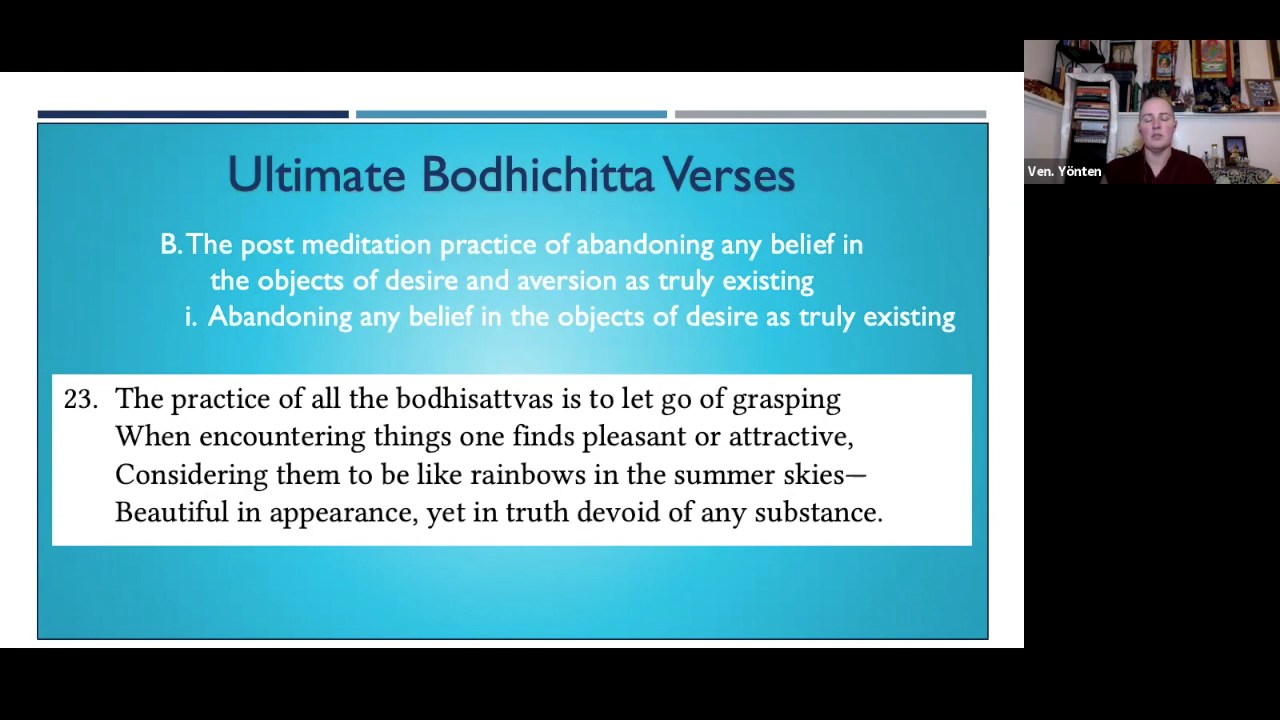 Ultimate Bodhichitta Verses
B. The post meditation practice of abandoning any belief in
the objects of desire and aversion as truly existing
i. Abandoning any belief in the objects of desire as truly existing
23. The practice of all the bodhisattvas is to let go of grasping
When encountering things one finds pleasant or attractive,
Considering them to be like rainbows in the summer skies—
Beautiful in appearance, yet in truth devoid of any substance.
Ven. Yönten